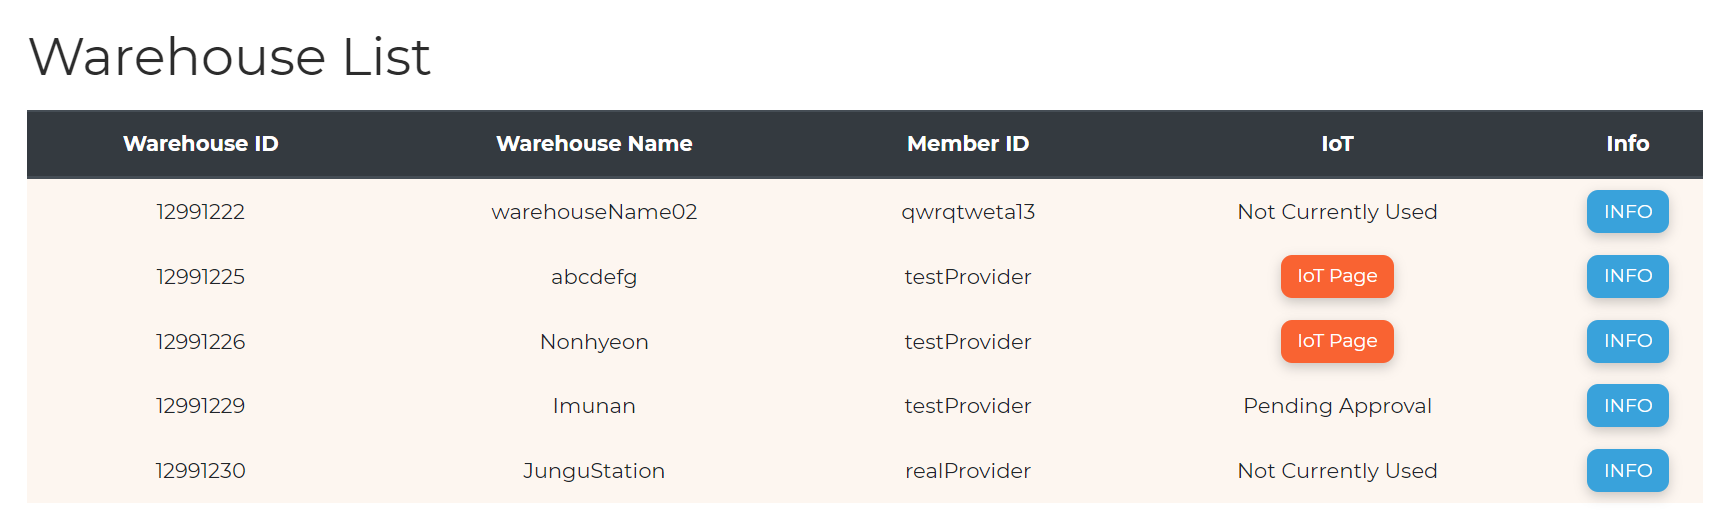 Warehouse List
Warehouse ID Warehouse Name Member ID IoT Info
12991222 warehouseName02 qwrqtweta13 Not Currently Used INFO
12991225 abcdefg testProvider IoT Page INFO
12991226 Nonhyeon testProvider IoT Page INFO
12991229 Imunan testProvider Pending Approval INFO
12991230 JunguStation realProvider Not Currently Used INFO